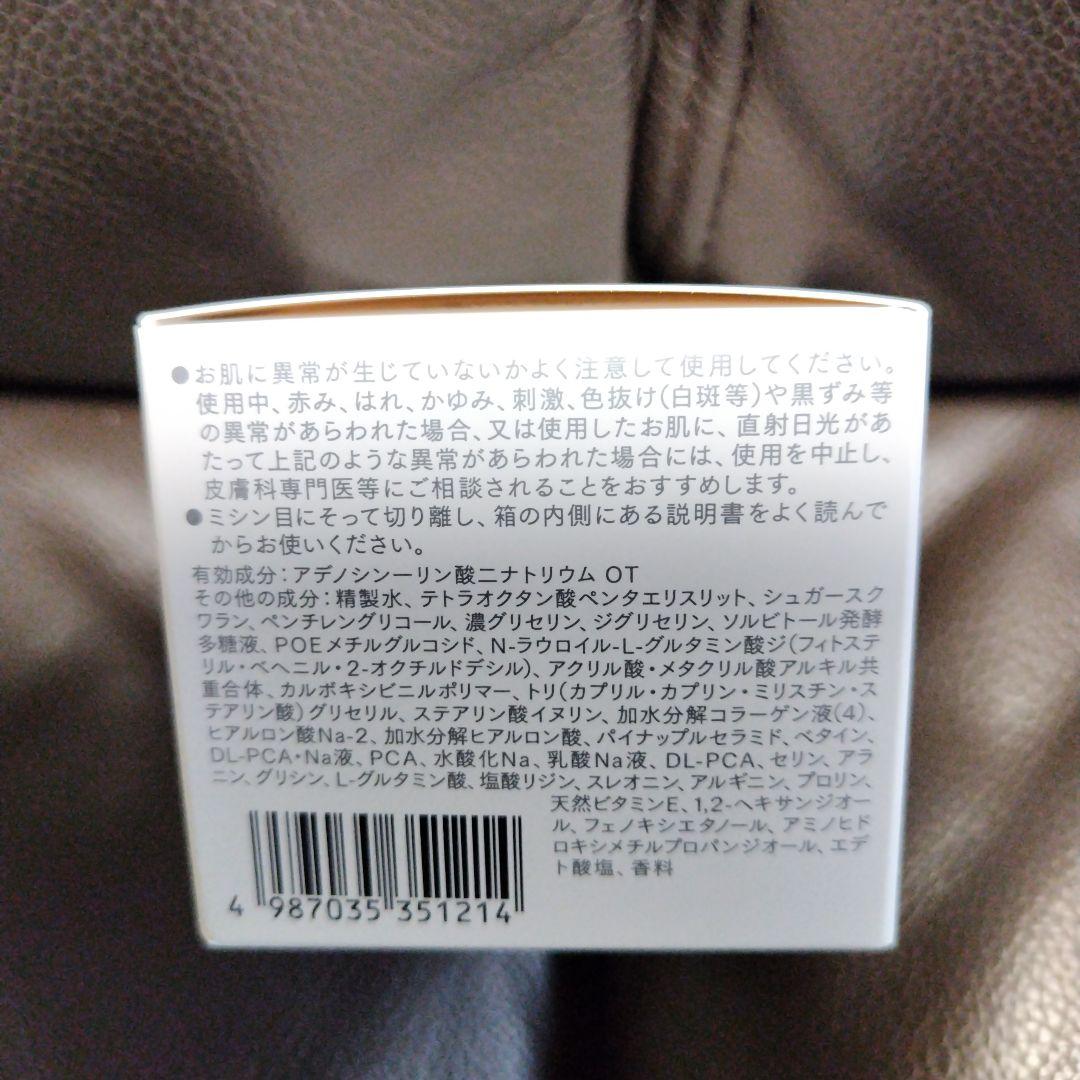 ●お肌に異常が生じていないかよく注意して使用してください。
使用中、赤み、はれ、かゆみ、刺激、色抜け(白斑等)や黒ずみ等
の異常があらわれた場合、又は使用したお肌に、直射日光があ
たって上記のような異常があらわれた場合には、使用を中止し、
皮膚科専門医等にご相談されることをおすすめします。
●ミシン目にそって切り離し、箱の内側にある説明書をよく読んで
からお使いください。
有効成分：アデノシン一リン酸二ナトリウム OT
その他の成分：精製水、テトラオクタン酸ペンタエリスリット、シュガースク
ワラン、ペンチレングリコール、濃グリセリン、ジグリセリン、ソルビトール発酵
多糖液、POEメチルグルコシド、N-ラウロイル-L-グルタミン酸ジ(フィトステ
リル・ベヘニル・2-オクチルドデシル)、アクリル酸・メタクリル酸アルキル共
重合体、カルボキシビニルポリマー、トリ(カプリル・カプリン・ミリスチン・ス
テアリン酸)グリセリル、ステアリン酸イヌリン、加水分解コラーゲン液(4)、
ヒアルロン酸Na-2、加水分解ヒアルロン酸、パイナップルセラミド、ベタイン、
DL-PCA・Na液、PCA、水酸化Na、乳酸Na液、DL-PCA、セリン、アラ
ニン、グリシン、L-グルタミン酸、塩酸リジン、スレオニン、アルギニン、プロリン、
天然ビタミンE、1,2-ヘキサンジオー
ル、フェノキシエタノール、アミノヒド
ロキシメチルプロパンジオール、エデ
ト酸塩、香料
4 987035 351214